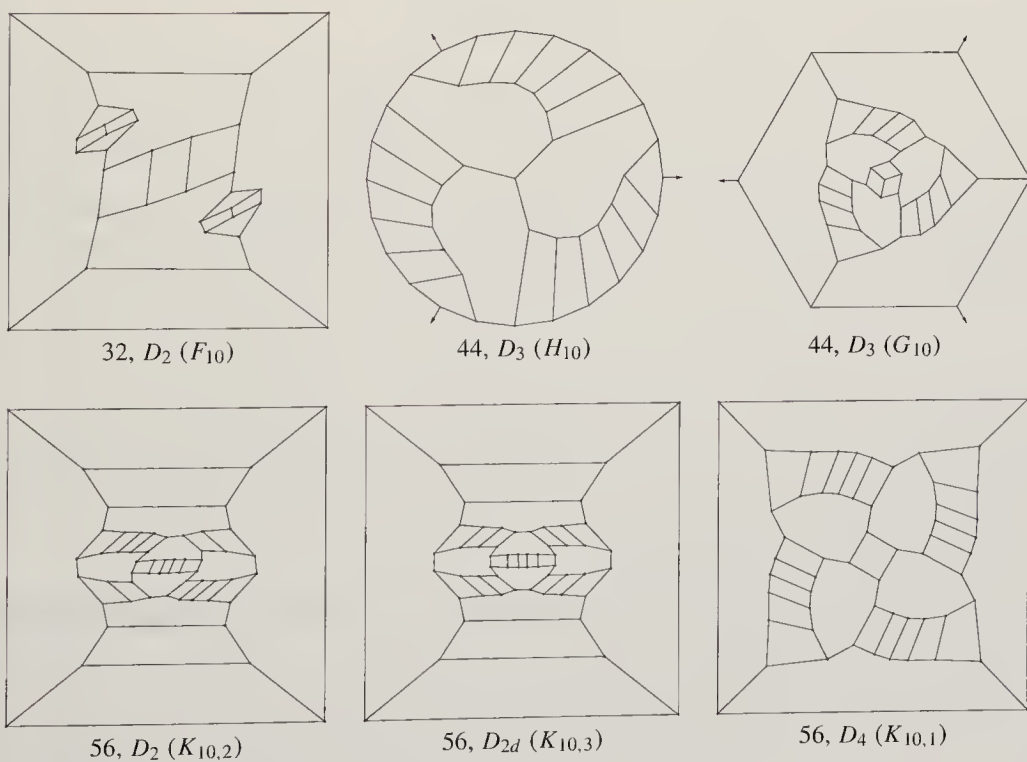 32, D₂ (F₁₀)
44, D₃ (H₁₀)
44, D₃ (G₁₀)
56, D₂ (K₁₀,₂)
56, D₂d (K₁₀,₃)
56, D₄ (K₁₀,₁)